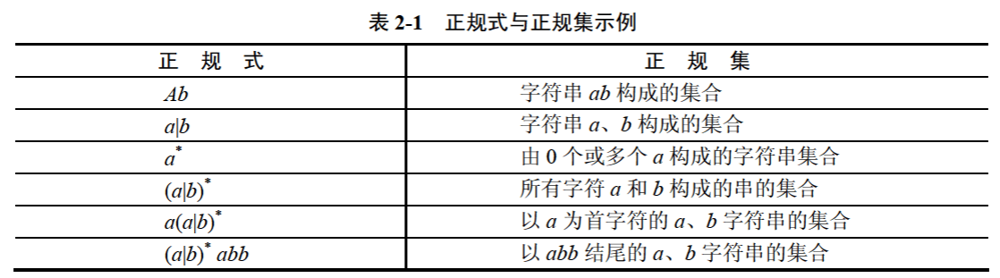 表 2-1 正规式与正规集示例
正 规 式 正 规 集
Ab 字符串 ab 构成的集合
a|b 字符串 a、b 构成的集合
a* 由 0 个或多个 a 构成的字符串集合
(a|b)* 所有字符 a 和 b 构成的串的集合
a(a|b)* 以 a 为首字符的 a、b 字符串的集合
(a|b)* abb 以 abb 结尾的 a、b 字符串的集合